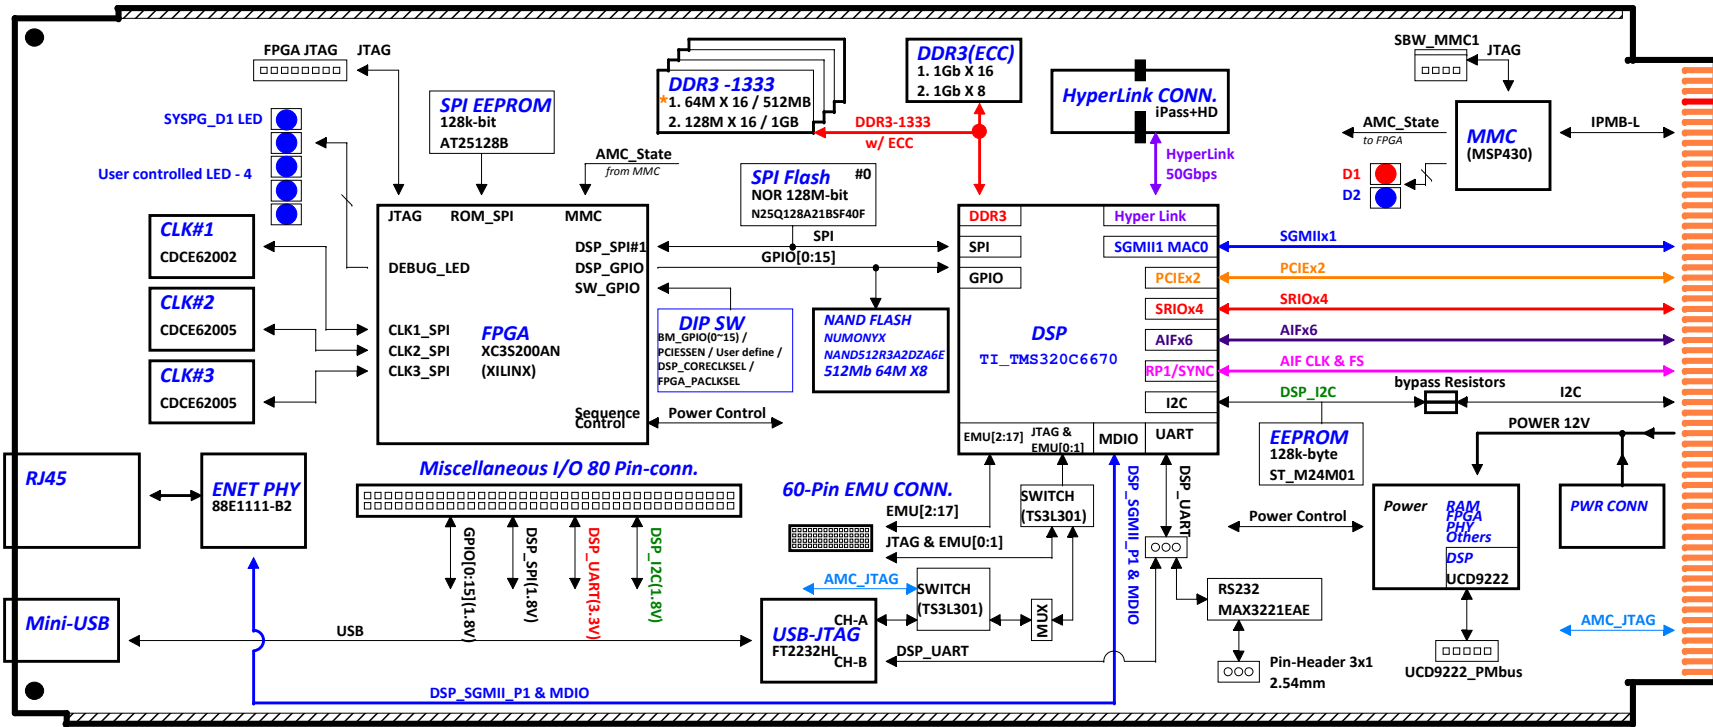 FPGA JTAG
JTAG
SYSPG_D1 LED
User controlled LED - 4
SPI EEPROM
128k-bit
AT25128B
DDR3 -1333
*1. 64M X 16 / 512MB
2. 128M X 16 / 1GB
DDR3(ECC)
1. 1Gb X 16
2. 1Gb X 8
DDR3-1333
w/ ECC
HyperLink CONN.
iPass+HD
HyperLink
50Gbps
SBW_MMC1
JTAG
MMC
(MSP430)
AMC_State
to FPGA
IPMB-L
D1
D2
AMC_State
from MMC
SPI Flash
#0
NOR 128M-bit
N25Q128A21BSF40F
CLK#1
CDCE62002
CLK#2
CDCE62005
CLK#3
CDCE62005
JTAG
ROM_SPI
MMC
DSP_SPI#1
DSP_GPIO
SW_GPIO
DEBUG_LED
CLK1_SPI
CLK2_SPI
CLK3_SPI
FPGA
XC3S200AN
(XILINX)
Sequence
Control
Power Control
SPI
GPIO[0:15]
DIP SW
BM_GPIO(0~15) /
PCIESSEN / User define /
DSP_CORECLKSEL /
FPGA_PACLKSEL
NAND FLASH
NUMONYX
NAND512R3A2DZA6E
512Mb 64M X8
DDR3
SPI
GPIO
DSP
TI_TMS320C6670
Hyper Link
SGMII1 MAC0
PCIEx2
SRIOx4
AIFx6
RP1/SYNC
I2C
EMU[2:17]
JTAG &
EMU[0:1]
MDIO
UART
SGMIIx1
PCIEx2
SRIOx4
AIFx6
AIF CLK & FS
DSP_I2C
bypass Resistors
I2C
EEPROM
128k-byte
ST_M24M01
POWER 12V
RJ45
ENET PHY
88E1111-B2
Miscellaneous I/O 80 Pin-conn.
GPIO[0:15](1.8V)
DSP_SPI(1.8V)
DSP_UART(3.3V)
DSP_I2C(1.8V)
60-Pin EMU CONN.
EMU[2:17]
JTAG & EMU[0:1]
SWITCH
(TS3L301)
DSP_SGMII_P1 & MDIO
DSP_UART
Power Control
Power
RAM
FPGA
PHY
Others
DSP
UCD9222
PWR CONN
Mini-USB
USB
AMC_JTAG
SWITCH
(TS3L301)
MUX
USB-JTAG
FT2232HL
CH-A
CH-B
DSP_UART
RS232
MAX3221EAE
Pin-Header 3x1
2.54mm
UCD9222_PMbus
AMC_JTAG
DSP_SGMII_P1 & MDIO